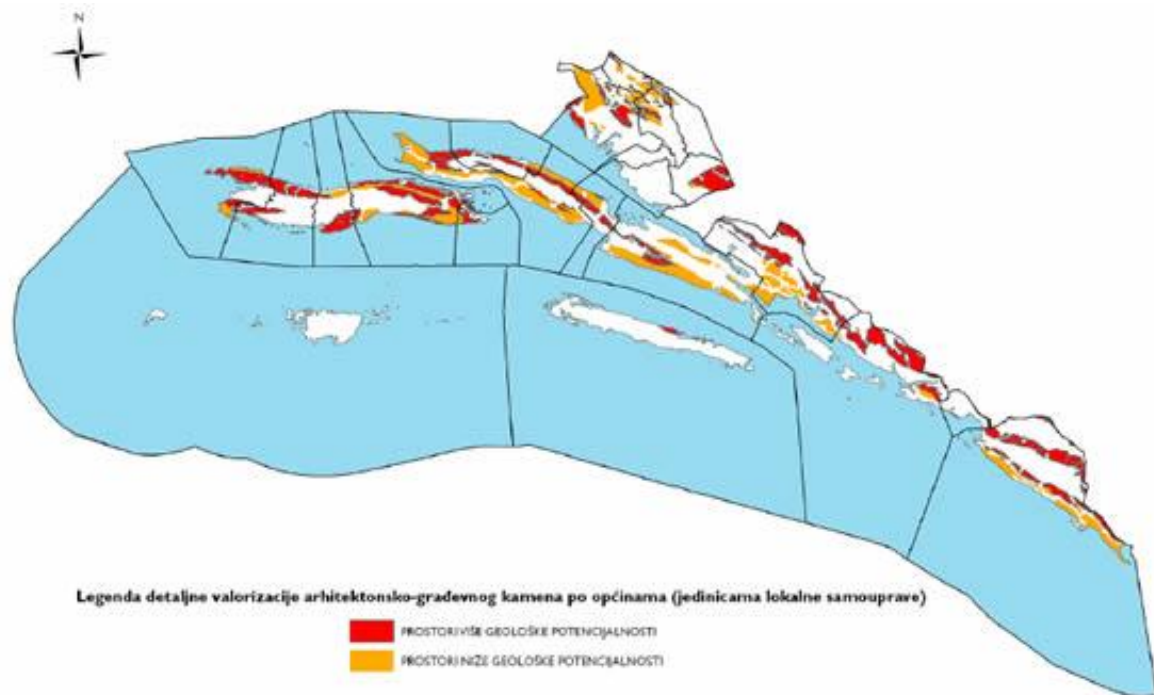 N
Legenda detaljne valorizacije arhitektonsko-građevnog kamena po općinama (jedinicama lokalne samouprave)
PROSTORI VIŠE GEOLOŠKE POTENCIJALNOSTI
PROSTORI NIŽE GEOLOŠKE POTENCIJALNOSTI